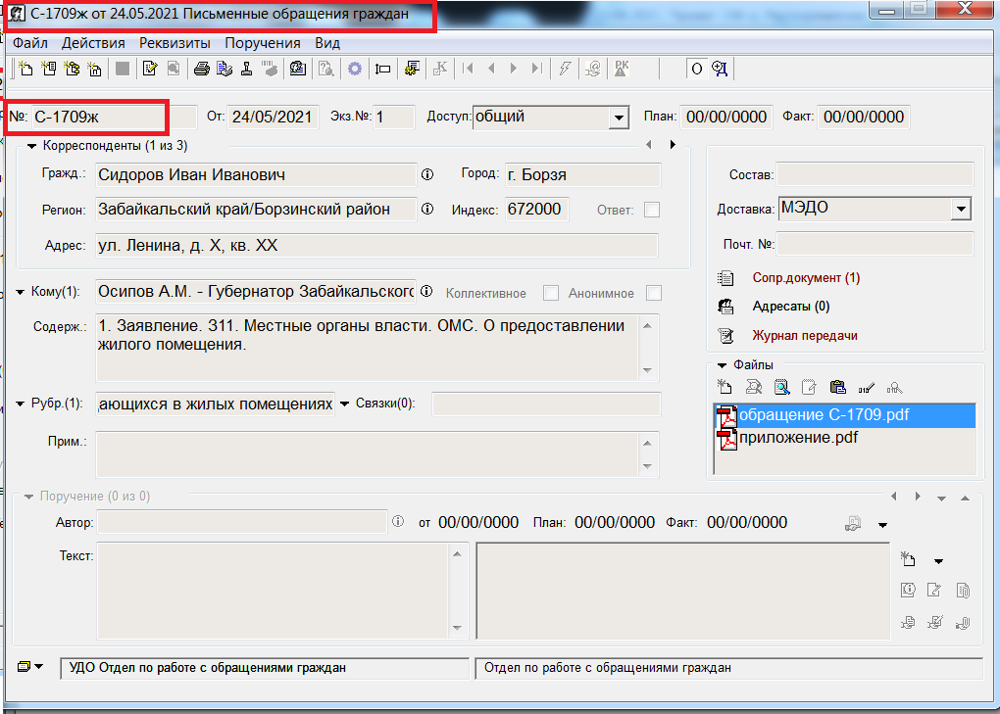 С-1709ж от 24.05.2021 Письменные обращения граждан
Файл Действия Реквизиты Поручения Вид
№: С-1709ж От: 24/05/2021 Экз.№: 1 Доступ: общий План: 00/00/0000 Факт: 00/00/0000
Корреспонденты (1 из 3)
Гражд.: Сидоров Иван Иванович Город: г. Борзя
Регион: Забайкальский край/Борзинский район Индекс: 672000 Ответ:
Адрес: ул. Ленина, д. Х, кв. ХХ
Состав:
Доставка: МЭДО
Почт. №:
Сопр.документ (1)
Адресаты (0)
Журнал передачи
Кому(1): Осипов А.М. - Губернатор Забайкальского Коллективное Анонимное
Содерж.: 1. Заявление. 311. Местные органы власти. ОМС. О предоставлении
жилого помещения.
Файлы
обращение С-1709.pdf
приложение.pdf
Рубр.(1): ающихся в жилых помещениях Связки(0):
Прим.:
Поручение (0 из 0)
Автор: от 00/00/0000 План: 00/00/0000 Факт: 00/00/0000
Текст:
УДО Отдел по работе с обращениями граждан Отдел по работе с обращениями граждан